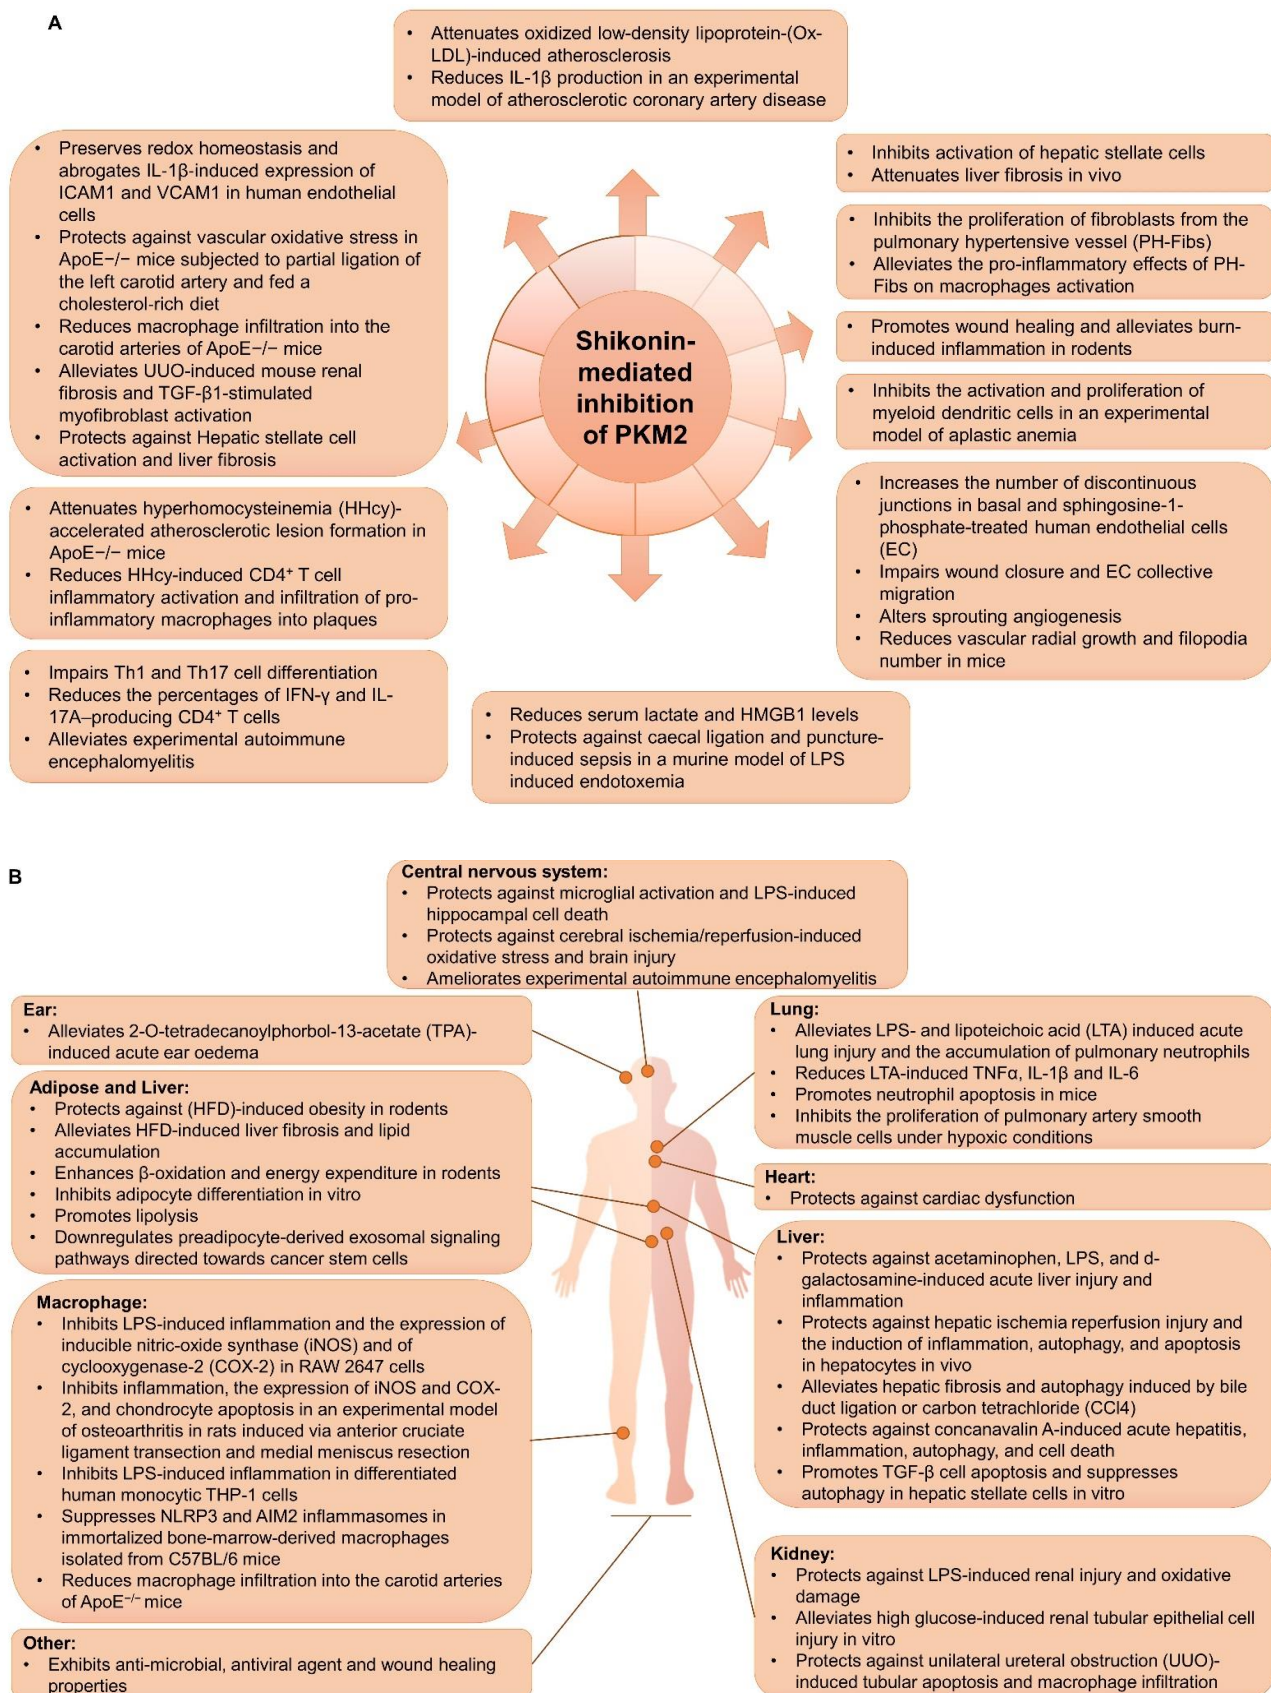 A
• Attenuates oxidized low-density lipoprotein-(Ox-
LDL)-induced atherosclerosis
• Reduces IL-1β production in an experimental
model of atherosclerotic coronary artery disease
• Preserves redox homeostasis and
abrogates IL-1β-induced expression of
ICAM1 and VCAM1 in human endothelial
cells
• Protects against vascular oxidative stress in
ApoE−/− mice subjected to partial ligation of
the left carotid artery and fed a
cholesterol-rich diet
• Reduces macrophage infiltration into the
carotid arteries of ApoE−/− mice
• Alleviates UUO-induced mouse renal
fibrosis and TGF-β1-stimulated
myofibroblast activation
• Protects against Hepatic stellate cell
activation and liver fibrosis
• Attenuates hyperhomocysteinemia (HHcy)-
accelerated atherosclerotic lesion formation in
ApoE−/− mice
• Reduces HHcy-induced CD4⁺ T cell
inflammatory activation and infiltration of pro-
inflammatory macrophages into plaques
• Impairs Th1 and Th17 cell differentiation
• Reduces the percentages of IFN-γ and IL-
17A–producing CD4⁺ T cells
• Alleviates experimental autoimmune
encephalomyelitis
Shikonin-
mediated
inhibition
of PKM2
• Inhibits activation of hepatic stellate cells
• Attenuates liver fibrosis in vivo
• Inhibits the proliferation of fibroblasts from the
pulmonary hypertensive vessel (PH-Fibs)
• Alleviates the pro-inflammatory effects of PH-
Fibs on macrophages activation
• Promotes wound healing and alleviates burn-
induced inflammation in rodents
• Inhibits the activation and proliferation of
myeloid dendritic cells in an experimental
model of aplastic anemia
• Increases the number of discontinuous
junctions in basal and sphingosine-1-
phosphate-treated human endothelial cells
(EC)
• Impairs wound closure and EC collective
migration
• Alters sprouting angiogenesis
• Reduces vascular radial growth and filopodia
number in mice
• Reduces serum lactate and HMGB1 levels
• Protects against caecal ligation and puncture-
induced sepsis in a murine model of LPS
induced endotoxemia
B
Central nervous system:
• Protects against microglial activation and LPS-induced
hippocampal cell death
• Protects against cerebral ischemia/reperfusion-induced
oxidative stress and brain injury
• Ameliorates experimental autoimmune encephalomyelitis
Ear:
• Alleviates 2-O-tetradecanoylphorbol-13-acetate (TPA)-
induced acute ear oedema
Adipose and Liver:
• Protects against (HFD)-induced obesity in rodents
• Alleviates HFD-induced liver fibrosis and lipid
accumulation
• Enhances β-oxidation and energy expenditure in rodents
• Inhibits adipocyte differentiation in vitro
• Promotes lipolysis
• Downregulates preadipocyte-derived exosomal signaling
pathways directed towards cancer stem cells
Macrophage:
• Inhibits LPS-induced inflammation and the expression of
inducible nitric-oxide synthase (iNOS) and of
cyclooxygenase-2 (COX-2) in RAW 2647 cells
• Inhibits inflammation, the expression of iNOS and COX-
2, and chondrocyte apoptosis in an experimental model
of osteoarthritis in rats induced via anterior cruciate
ligament transection and medial meniscus resection
• Inhibits LPS-induced inflammation in differentiated
human monocytic THP-1 cells
• Suppresses NLRP3 and AIM2 inflammasomes in
immortalized bone-marrow-derived macrophages
isolated from C57BL/6 mice
• Reduces macrophage infiltration into the carotid arteries
of ApoE⁻/⁻ mice
Other:
• Exhibits anti-microbial, antiviral agent and wound healing
properties
Lung:
• Alleviates LPS- and lipoteichoic acid (LTA) induced acute
lung injury and the accumulation of pulmonary neutrophils
• Reduces LTA-induced TNFα, IL-1β and IL-6
• Promotes neutrophil apoptosis in mice
• Inhibits the proliferation of pulmonary artery smooth
muscle cells under hypoxic conditions
Heart:
• Protects against cardiac dysfunction
Liver:
• Protects against acetaminophen, LPS, and d-
galactosamine-induced acute liver injury and
inflammation
• Protects against hepatic ischemia reperfusion injury and
the induction of inflammation, autophagy, and apoptosis
in hepatocytes in vivo
• Alleviates hepatic fibrosis and autophagy induced by bile
duct ligation or carbon tetrachloride (CCl4)
• Protects against concanavalin A-induced acute hepatitis,
inflammation, autophagy, and cell death
• Promotes TGF-β cell apoptosis and suppresses
autophagy in hepatic stellate cells in vitro
Kidney:
• Protects against LPS-induced renal injury and oxidative
damage
• Alleviates high glucose-induced renal tubular epithelial cell
injury in vitro
• Protects against unilateral ureteral obstruction (UUO)-
induced tubular apoptosis and macrophage infiltration